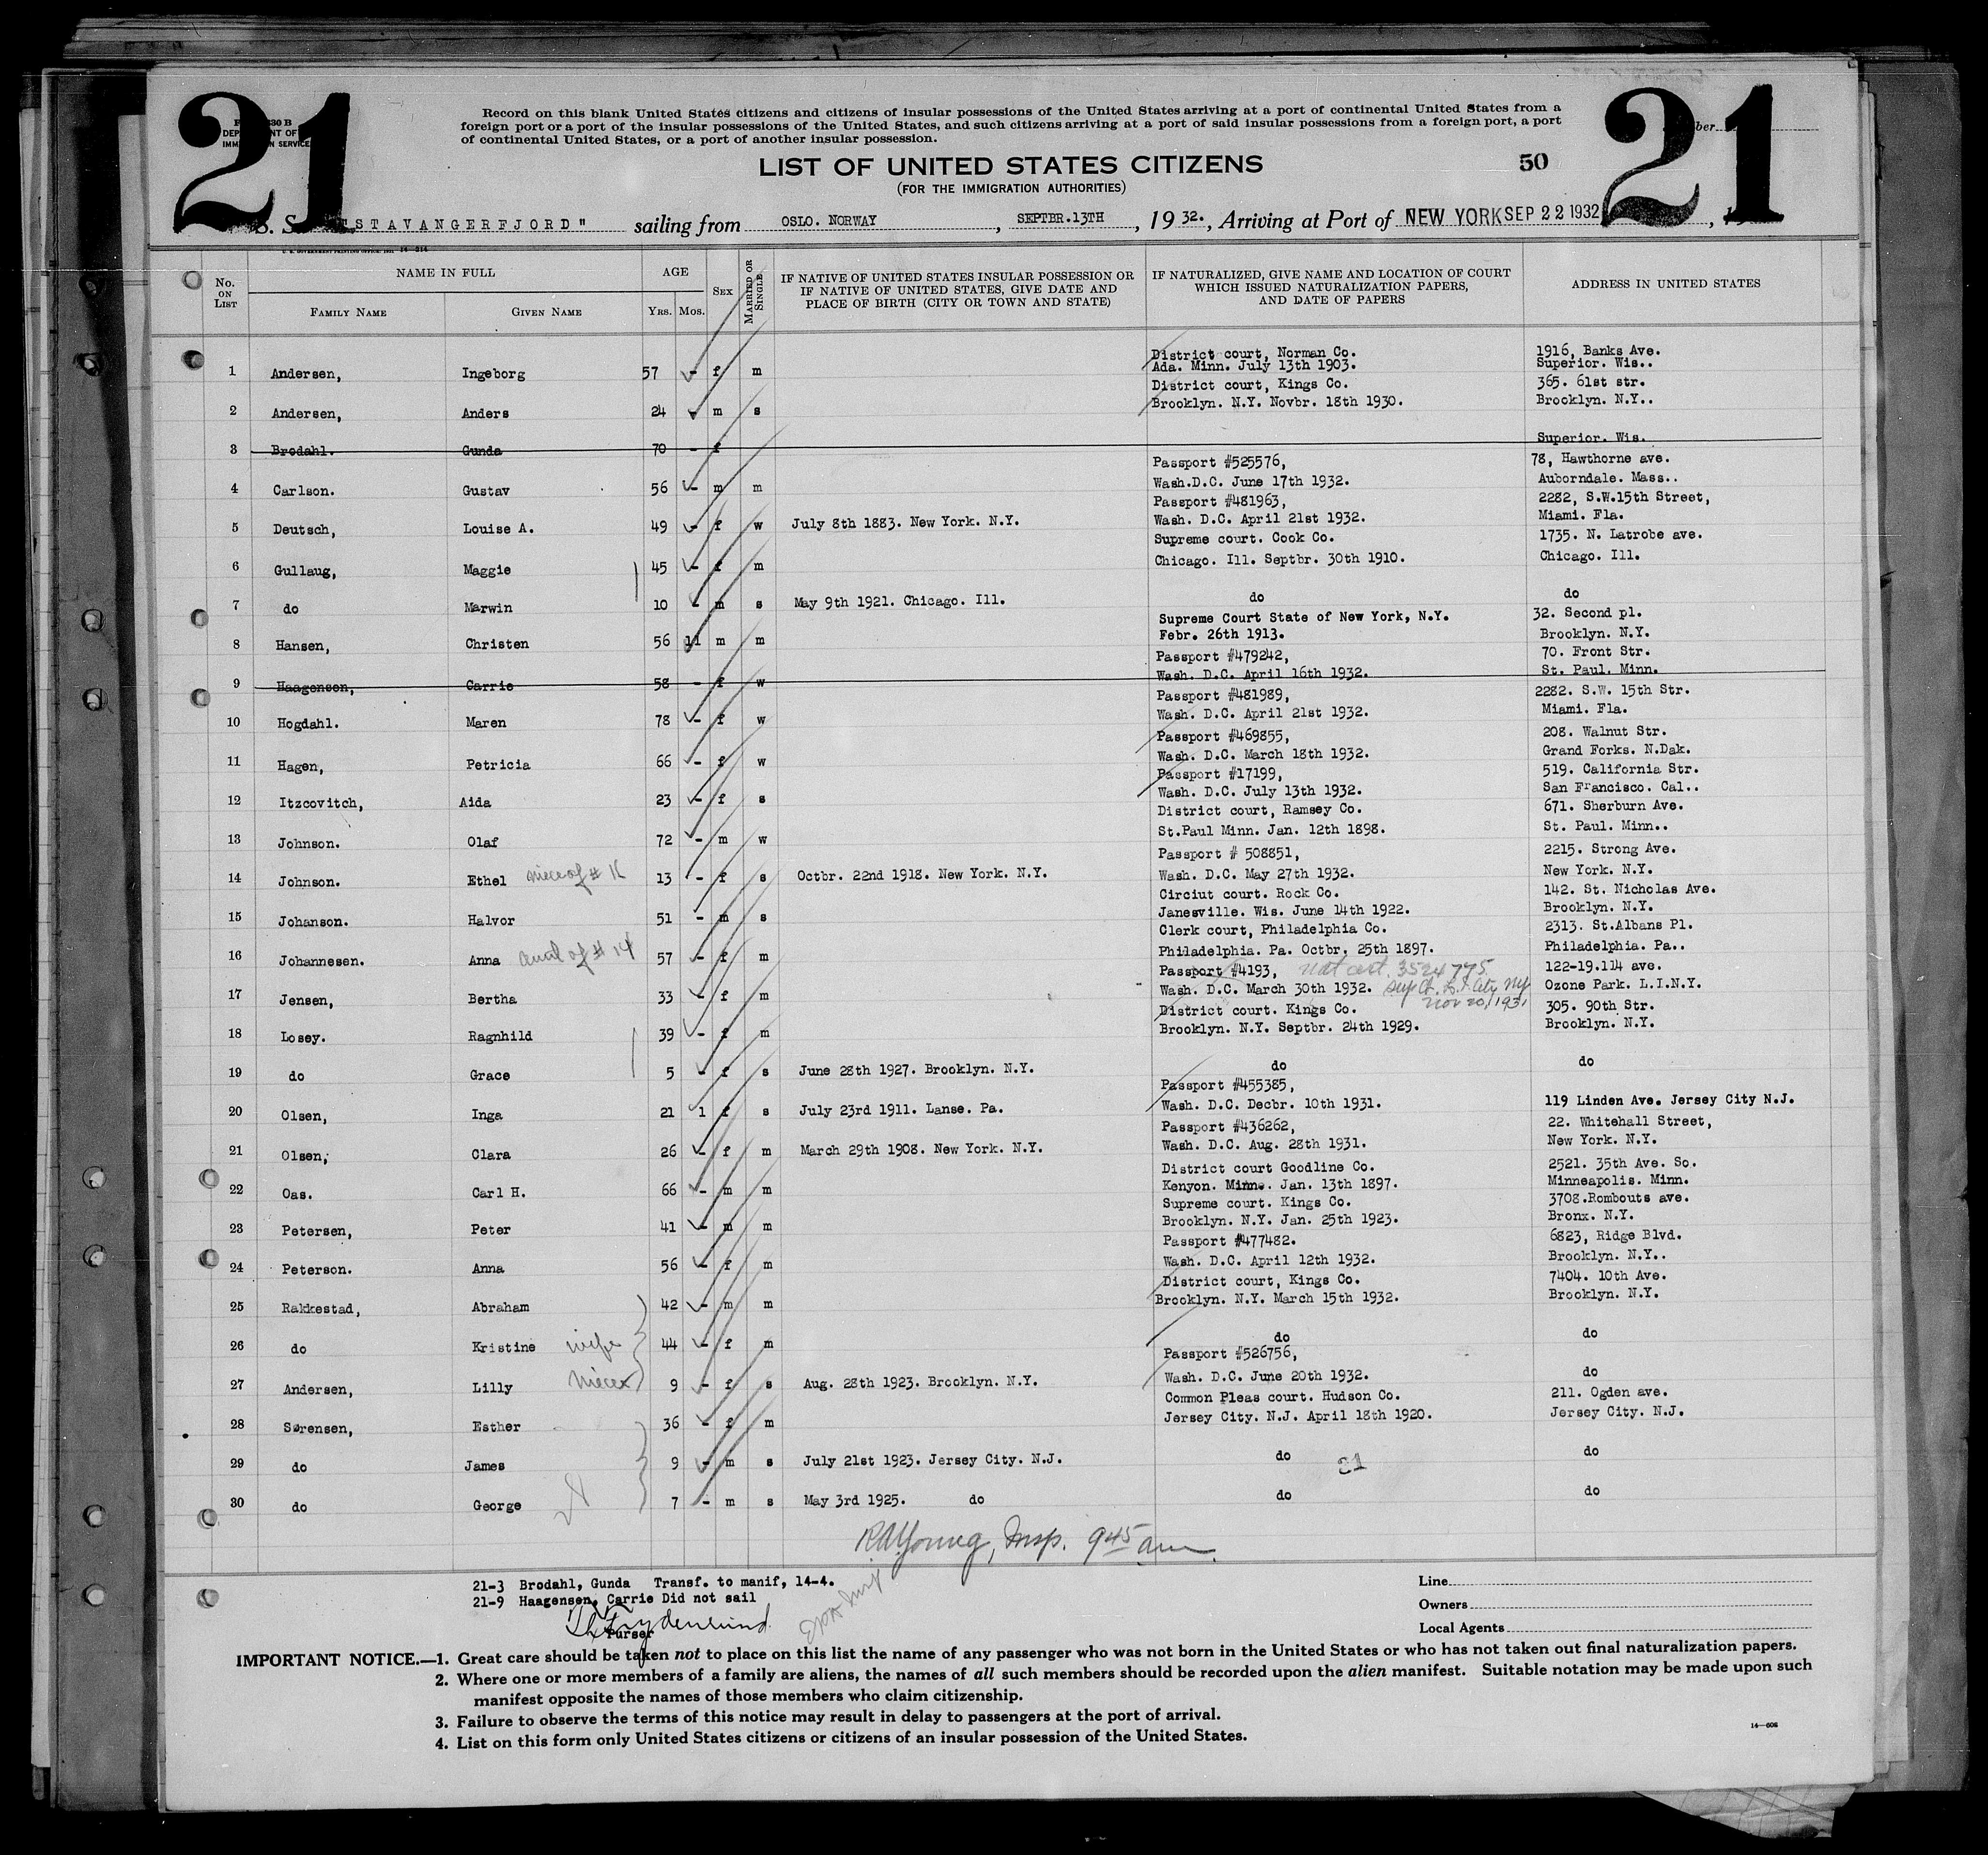 21
21
Record on this blank United States citizens and citizens of insular possessions of the United States arriving at a port of continental United States from a
foreign port or a port of the insular possessions of the United States, and such citizens arriving at a port of said insular possessions from a foreign port, a port
of continental United States, or a port of another insular possession.
LIST OF UNITED STATES CITIZENS
(FOR THE IMMIGRATION AUTHORITIES)
50
S. S. "STAVANGERFJORD" sailing from OSLO. NORWAY, SEPTBR.13TH, 1932., Arriving at Port of NEW YORK SEP 22 1932
No. ON LIST
NAME IN FULL
FAMILY NAME GIVEN NAME
AGE
YRS. MOS.
SEX
MARRIED OR SINGLE
IF NATIVE OF UNITED STATES INSULAR POSSESSION OR
IF NATIVE OF UNITED STATES, GIVE DATE AND
PLACE OF BIRTH (CITY OR TOWN AND STATE)
IF NATURALIZED, GIVE NAME AND LOCATION OF COURT
WHICH ISSUED NATURALIZATION PAPERS,
AND DATE OF PAPERS
ADDRESS IN UNITED STATES
District court, Norman Co. 1916, Banks Ave.
1 Andersen, Ingeborg 57 - f m Ada. Minn. July 13th 1903. Superior. Wis..
District court, Kings Co. 365. 61st str.
2 Andersen, Anders 24 - m s Brooklyn. N.Y. Novbr. 18th 1930. Brooklyn. N.Y..
3 Brodahl. Gunda 70 - f Superior. Wis.
Passport #525576, 78, Hawthorne ave.
4 Carlson. Gustav 56 - m m Wash.D.C. June 17th 1932. Auborndale. Mass..
Passport #481963, 2282, S.W.15th Street,
5 Deutsch, Louise A. 49 - f w July 8th 1883. New York. N.Y. Wash. D.C. April 21st 1932. Miami. Fla.
Supreme court. Cook Co. 1735. N. Latrobe ave.
6 Gullaug, Maggie 45 - f m Chicago. Ill. Septbr. 30th 1910. Chicago. Ill.
7 do Marwin 10 - m s May 9th 1921. Chicago. Ill. do do
Supreme Court State of New York, N.Y. 32. Second pl.
8 Hansen, Christen 56 11 m m Febr. 26th 1913. Brooklyn. N.Y.
Passport #479242, 70. Front Str.
9 Haagensen, Carrie 58 - f w Wash. D.C. April 16th 1932. St. Paul. Minn.
Passport #481989, 2282. S.W. 15th Str.
10 Hogdahl. Maren 78 - f w Wash. D.C. April 21st 1932. Miami. Fla.
Passport #469855, 208. Walnut Str.
11 Hagen, Petricia 66 - f w Wash. D.C. March 18th 1932. Grand Forks. N.Dak.
Passport #17199, 519. California Str.
12 Itzcovitch, Aida 23 - f s Wash. D.C. July 13th 1932. San Francisco. Cal..
District court, Ramsey Co. 671. Sherburn Ave.
13 Johnson. Olaf 72 - m w St.Paul Minn. Jan. 12th 1898. St. Paul. Minn..
Passport # 508851, 2215. Strong Ave.
14 Johnson. Ethel niece of # 16 13 - f s Octbr. 22nd 1918. New York. N.Y. Wash. D.C. May 27th 1932. New York. N.Y.
Circiut court. Rock Co. 142. St. Nicholas Ave.
15 Johanson. Halvor 51 - m s Janesville. Wis. June 14th 1922. Brooklyn. N.Y.
Clerk court, Philadelphia Co. 2313. St.Albans Pl.
16 Johannesen. Anna aunt of # 14 57 - f m Philadelphia. Pa. Octbr. 25th 1897. Philadelphia. Pa..
Passport #4193, Nat cert. 3524775 122-19.114 ave.
17 Jensen, Bertha 33 - f m Wash. D.C. March 30th 1932. Sup Ct. L.I. City NY Ozone Park. L.I.N.Y.
Nov 20, 1931
District court. Kings Co. 305. 90th Str.
18 Losey. Ragnhild 39 - f m Brooklyn. N.Y. Septbr. 24th 1929. Brooklyn. N.Y.
19 do Grace 5 - f s June 28th 1927. Brooklyn. N.Y. do do
Passport #455385,
20 Olsen, Inga 21 1 f s July 23rd 1911. Lanse. Pa. Wash. D.C. Decbr. 10th 1931. 119 Linden Ave. Jersey City N.J.
Passport #436262, 22. Whitehall Street,
21 Olsen, Clara 26 - f m March 29th 1908. New York. N.Y. Wash. D.C. Aug. 28th 1931. New York. N.Y.
District court Goodline Co. 2521. 35th Ave. So.
22 Oas. Carl H. 66 - m m Kenyon. Minne. Jan. 13th 1897. Minneapolis. Minn.
Supreme court. Kings Co. 3708.Rombouts ave.
23 Petersen, Peter 41 - m m Brooklyn. N.Y. Jan. 25th 1923. Bronx. N.Y.
Passport #477482. 6823, Ridge Blvd.
24 Peterson. Anna 56 - f m Wash. D.C. April 12th 1932. Brooklyn. N.Y..
District court, Kings Co. 7404. 10th Ave.
25 Rakkestad, Abraham 42 - m m Brooklyn. N.Y. March 15th 1932. Brooklyn. N.Y.
26 do Kristine wife 44 - f m do do
Passport #526756,
27 Andersen, Lilly niece 9 - f s Aug. 28th 1923. Brooklyn. N.Y. Wash. D.C. June 20th 1932. do
Common Pleas court. Hudson Co. 211. Ogden ave.
28 Sørensen, Esther 36 - f m Jersey City. N.J. April 18th 1920. Jersey City. N.J.
29 do James 9 - m s July 21st 1923. Jersey City. N.J. do 31 do
30 do George 7 - m s May 3rd 1925. do do do
R.A. Young, Insp. 9 45 am.
21-3 Brodahl, Gunda Transf. to manif, 14-4.
21-9 Haagensen, Carrie Did not sail
Purser
Line
Owners
Local Agents
IMPORTANT NOTICE.—1. Great care should be taken not to place on this list the name of any passenger who was not born in the United States or who has not taken out final naturalization papers.
2. Where one or more members of a family are aliens, the names of all such members should be recorded upon the alien manifest. Suitable notation may be made upon such
manifest opposite the names of those members who claim citizenship.
3. Failure to observe the terms of this notice may result in delay to passengers at the port of arrival.
4. List on this form only United States citizens or citizens of an insular possession of the United States.
14—608